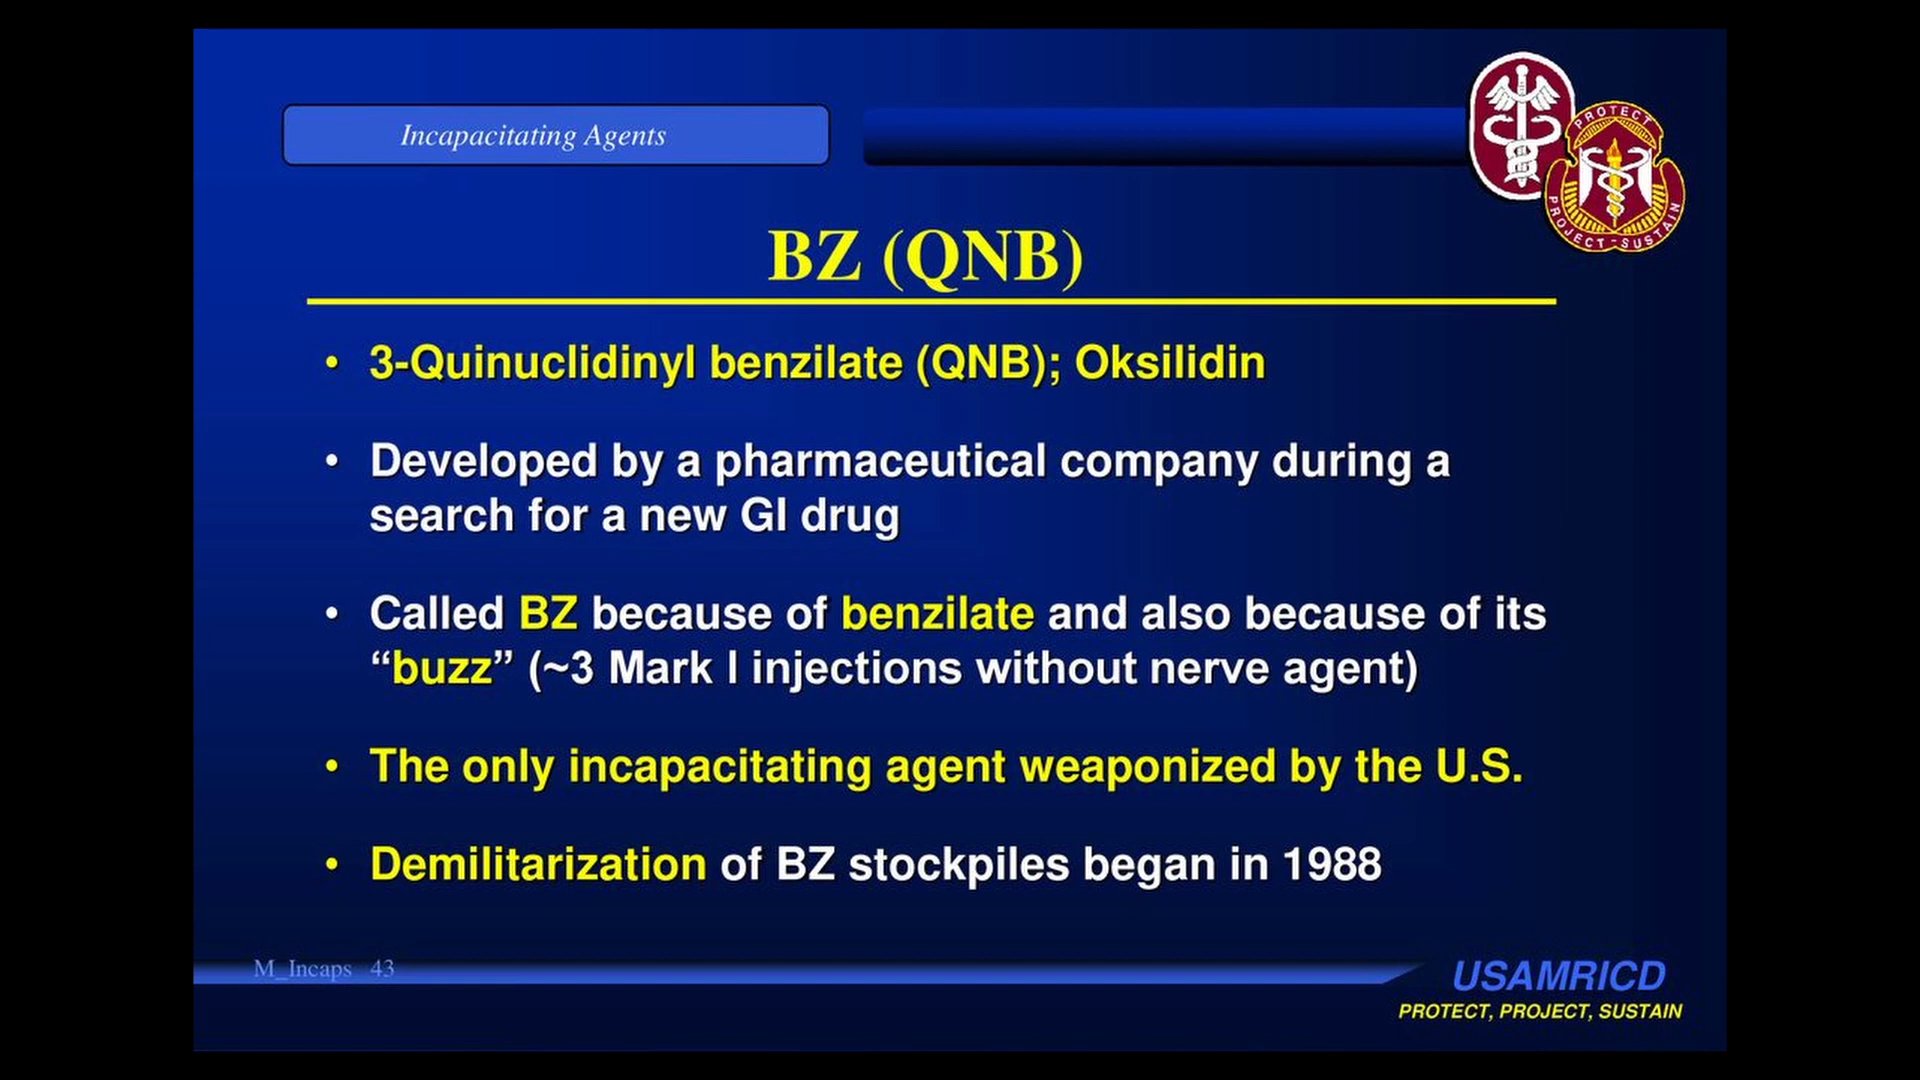 Incapacitating Agents
PROTECT
PROJECT - SUSTAIN
BZ (QNB)
• 3-Quinuclidinyl benzilate (QNB); Oksilidin
• Developed by a pharmaceutical company during a
search for a new GI drug
• Called BZ because of benzilate and also because of its
“buzz” (~3 Mark I injections without nerve agent)
• The only incapacitating agent weaponized by the U.S.
• Demilitarization of BZ stockpiles began in 1988
M_Incaps 43
USAMRICD
PROTECT, PROJECT, SUSTAIN